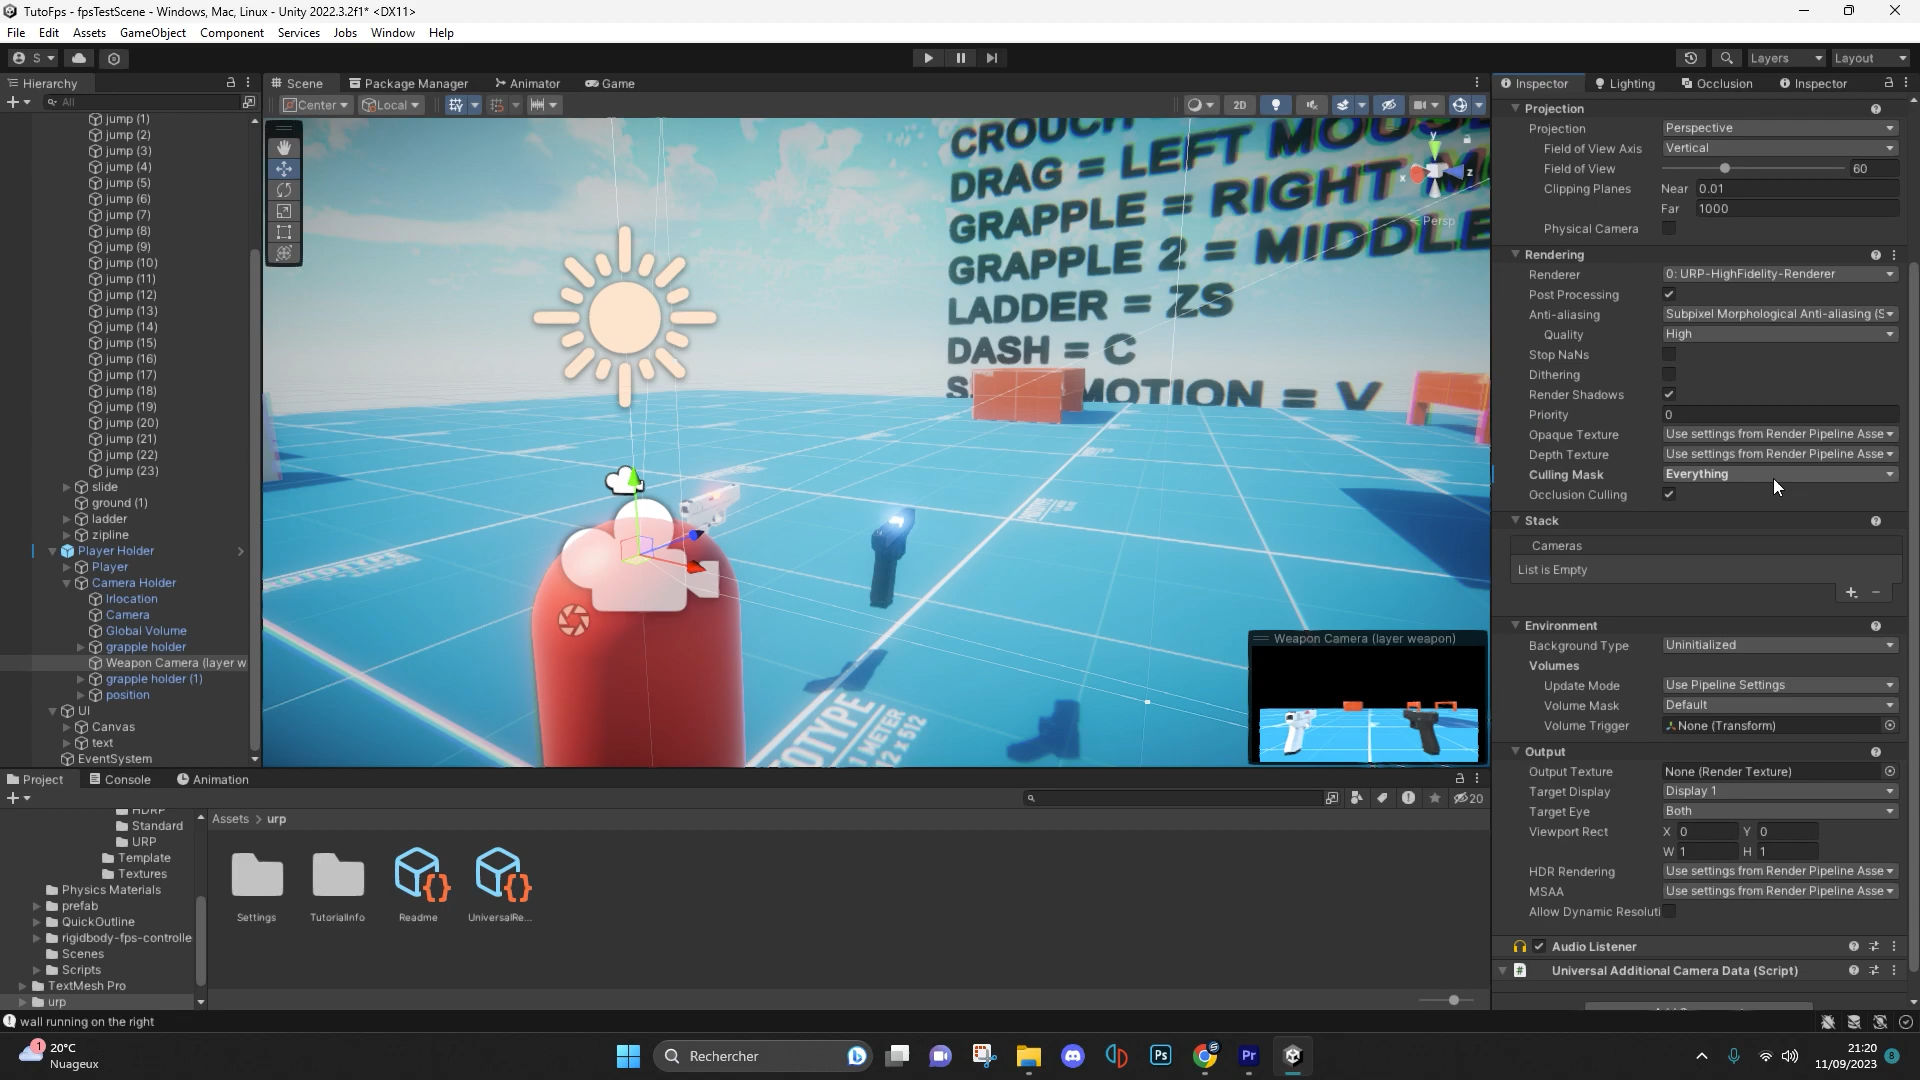 TutoFps - fpsTestScene - Windows, Mac, Linux - Unity 2022.3.2f1* <DX11>
File Edit Assets GameObject Component Services Jobs Window Help
S
Layers Layout
Hierarchy
Scene Package Manager Animator Game
Inspector Lighting Occlusion Inspector
All
Center Local
2D
jump (1)
jump (2)
jump (3)
jump (4)
jump (5)
jump (6)
jump (7)
jump (8)
jump (9)
jump (10)
jump (11)
jump (12)
jump (13)
jump (14)
jump (15)
jump (16)
jump (17)
jump (18)
jump (19)
jump (20)
jump (21)
jump (22)
jump (23)
slide
ground (1)
ladder
zipline
Player Holder
Player
Camera Holder
lrlocation
Camera
Global Volume
grapple holder
Weapon Camera (layer w
grapple holder (1)
position
UI
Canvas
text
EventSystem
CROUCH
DRAG = LEFT MOUS
GRAPPLE = RIGHT M
GRAPPLE 2 = MIDDLE
LADDER = ZS
DASH = C
MOTION = V
y
x
z
Persp
Weapon Camera (layer weapon)
Projection
Projection Perspective
Field of View Axis Vertical
Field of View 60
Clipping Planes Near 0.01
Far 1000
Physical Camera
Rendering
Renderer 0: URP-HighFidelity-Renderer
Post Processing
Anti-aliasing Subpixel Morphological Anti-aliasing (S
Quality High
Stop NaNs
Dithering
Render Shadows
Priority 0
Opaque Texture Use settings from Render Pipeline Asse
Depth Texture Use settings from Render Pipeline Asse
Culling Mask Everything
Occlusion Culling
Stack
Cameras
List is Empty
Environment
Background Type Uninitialized
Volumes
Update Mode Use Pipeline Settings
Volume Mask Default
Volume Trigger None (Transform)
Output
Output Texture None (Render Texture)
Target Display Display 1
Target Eye Both
Viewport Rect X 0 Y 0
W 1 H 1
HDR Rendering Use settings from Render Pipeline Asse
MSAA Use settings from Render Pipeline Asse
Allow Dynamic Resoluti
Audio Listener
Universal Additional Camera Data (Script)
Project Console Animation
20
HDRP
Standard
URP
Template
Textures
Physics Materials
prefab
QuickOutline
rigidbody-fps-controlle
Scenes
Scripts
TextMesh Pro
urp
Assets > urp
Settings TutorialInfo Readme UniversalRe...
wall running on the right
1
20°C
Nuageux
Rechercher
Ps
Pr
21:20
11/09/2023
8